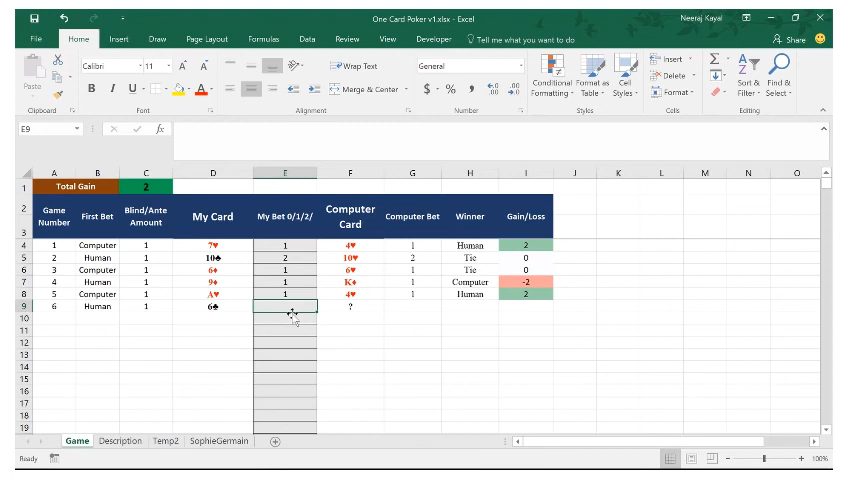 One Card Poker v1.xlsx - Excel
Neeraj Kayal
File Home Insert Draw Page Layout Formulas Data Review View Developer Tell me what you want to do Share
Paste
Clipboard
Calibri 11 A A
B I U A
Font
Wrap Text
Merge & Center
Alignment
General
$ % ,
Number
Conditional Formatting
Format as Table
Cell Styles
Styles
Insert
Delete
Format
Cells
Sort & Filter
Find & Select
Editing
E9 fx
A B C D E F G H I J K L M N O
1 Total Gain 2
2 Game Number First Bet Blind/Ante Amount My Card My Bet 0/1/2/ Computer Card Computer Bet Winner Gain/Loss
3
4 1 Computer 1 7♥ 1 4♥ 1 Human 2
5 2 Human 1 10♣ 2 10♥ 2 Tie 0
6 3 Computer 1 6♦ 1 6♥ 1 Tie 0
7 4 Human 1 9♦ 1 K♦ 1 Computer -2
8 5 Computer 1 A♥ 1 4♥ 1 Human 2
9 6 Human 1 6♣ ?
10
11
12
13
14
15
16
17
18
19
Game Description Temp2 SophieGermain
Ready 100%